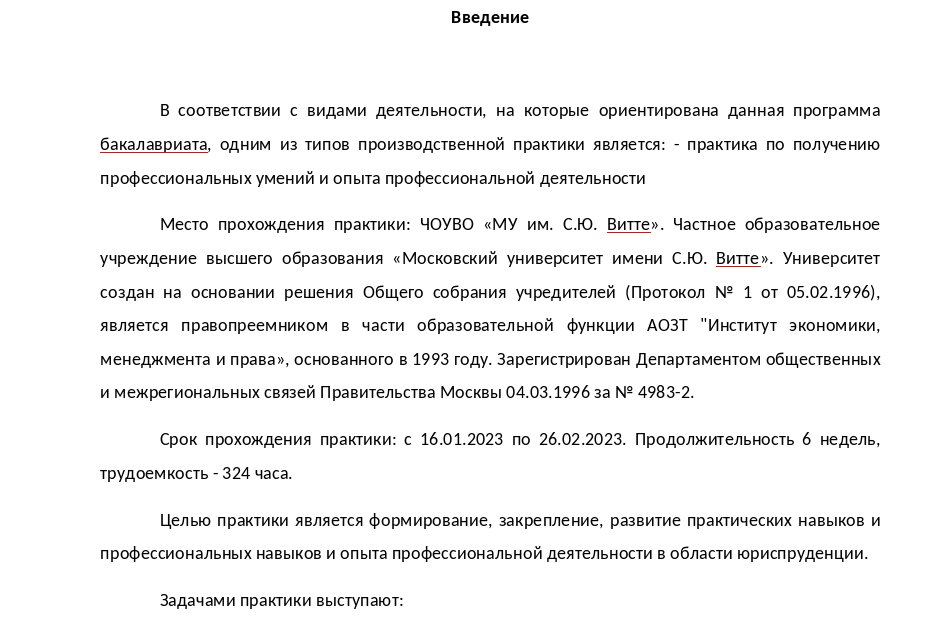 Введение
В соответствии с видами деятельности, на которые ориентирована данная программа
бакалавриата, одним из типов производственной практики является: - практика по получению
профессиональных умений и опыта профессиональной деятельности
Место прохождения практики: ЧОУВО «МУ им. С.Ю. Витте». Частное образовательное
учреждение высшего образования «Московский университет имени С.Ю. Витте». Университет
создан на основании решения Общего собрания учредителей (Протокол № 1 от 05.02.1996),
является правопреемником в части образовательной функции АОЗТ "Институт экономики,
менеджмента и права», основанного в 1993 году. Зарегистрирован Департаментом общественных
и межрегиональных связей Правительства Москвы 04.03.1996 за № 4983-2.
Срок прохождения практики: с 16.01.2023 по 26.02.2023. Продолжительность 6 недель,
трудоемкость - 324 часа.
Целью практики является формирование, закрепление, развитие практических навыков и
профессиональных навыков и опыта профессиональной деятельности в области юриспруденции.
Задачами практики выступают: